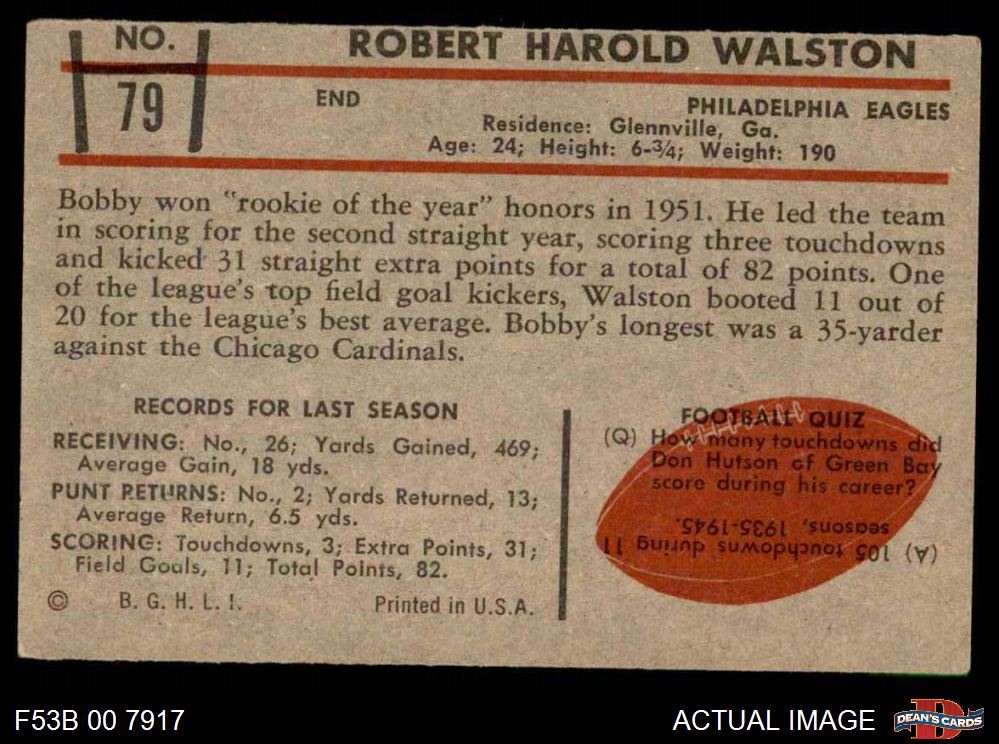 NO.
79
ROBERT HAROLD WALSTON
END
PHILADELPHIA EAGLES
Residence: Glennville, Ga.
Age: 24; Height: 6-3/4; Weight: 190
Bobby won "rookie of the year" honors in 1951. He led the team
in scoring for the second straight year, scoring three touchdowns
and kicked 31 straight extra points for a total of 82 points. One
of the league's top field goal kickers, Walston booted 11 out of
20 for the league's best average. Bobby's longest was a 35-yarder
against the Chicago Cardinals.
RECORDS FOR LAST SEASON
RECEIVING: No., 26; Yards Gained, 469;
Average Gain, 18 yds.
PUNT RETURNS: No., 2; Yards Returned, 13;
Average Return, 6.5 yds.
SCORING: Touchdowns, 3; Extra Points, 31;
Field Goals, 11; Total Points, 82.
© B. G. H. L. I. Printed in U.S.A.
FOOTBALL QUIZ
(Q) How many touchdowns did
Don Hutson of Green Bay
score during his career?
(A) 105 touchdowns during 11
seasons, 1935-1945.
F53B 00 7917
ACTUAL IMAGE
DEAN'S CARDS